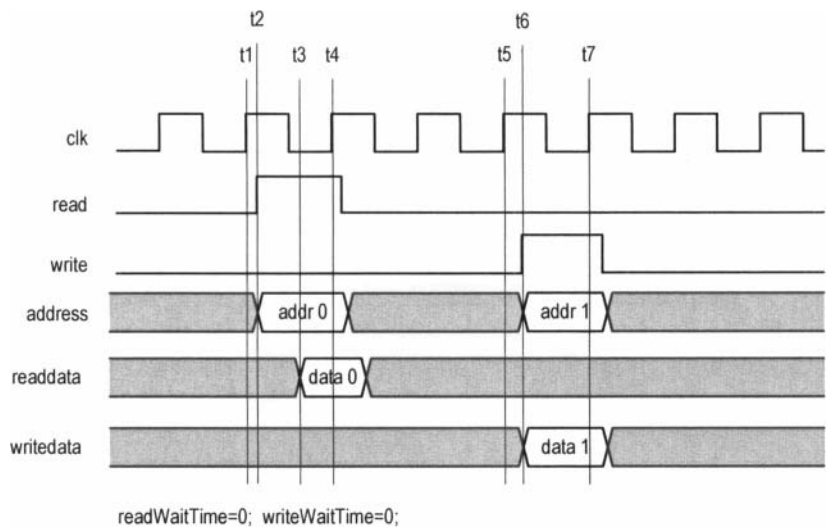 t2 t6
t1 t3 t4 t5 t7
clk
read
write
address addr 0 addr 1
readdata data 0
writedata data 1
readWaitTime=0; writeWaitTime=0;